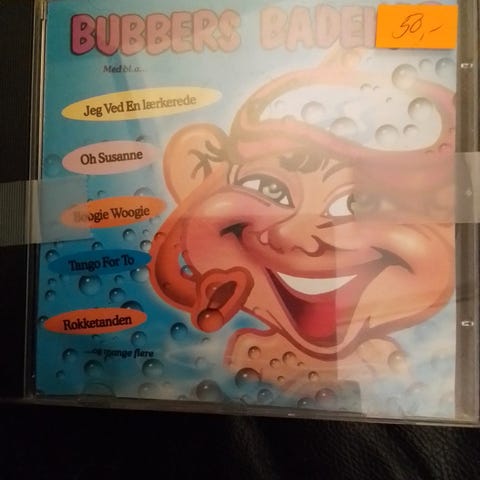 BUBBERS
50,-
Med bl.a...
Jeg Ved En lærkerede
Oh Susanne
Boogie Woogie
Tango For To
Rokketanden
...og mange flere